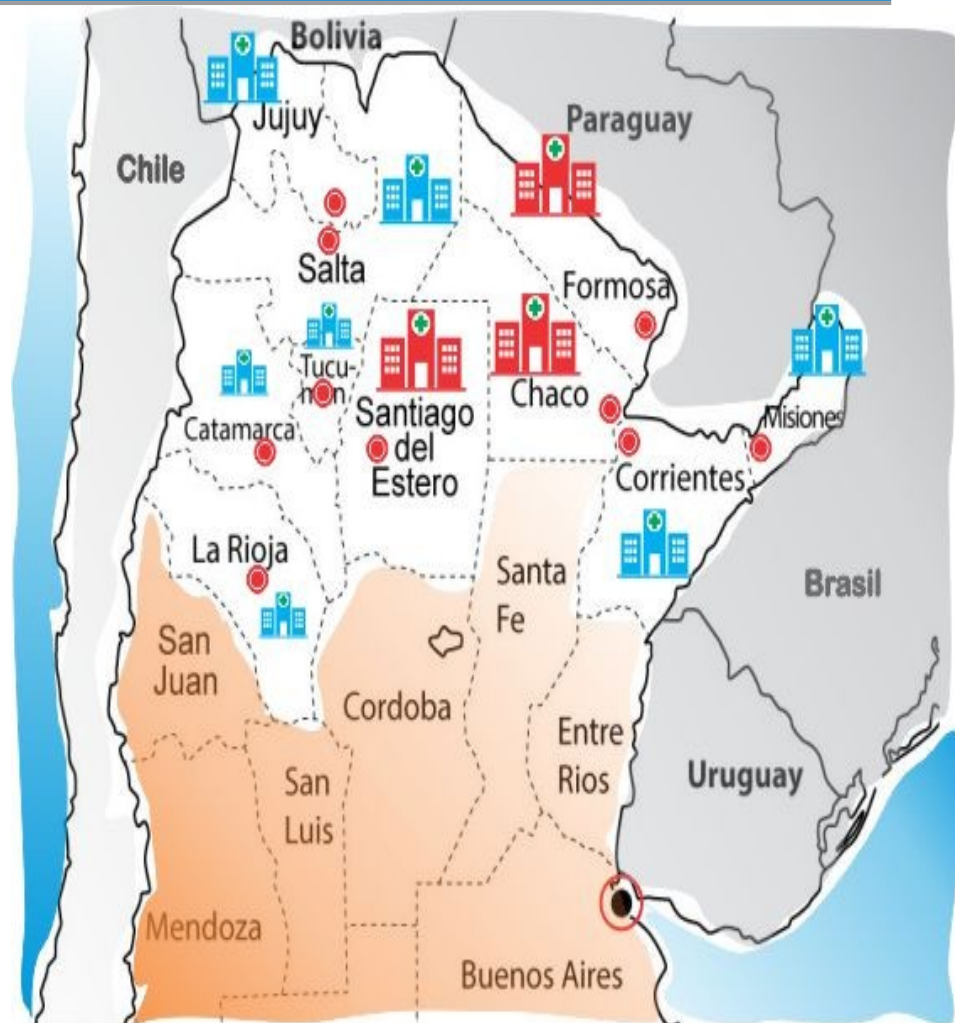 Bolivia
Jujuy
Paraguay
Chile
Salta
Formosa
Tucu-
mán
Chaco
Santiago
del
Estero
Misiones
Catamarca
Corrientes
La Rioja
Santa
Fe
Brasil
San
Juan
Cordoba
Entre
Rios
San
Luis
Uruguay
Mendoza
Buenos Aires